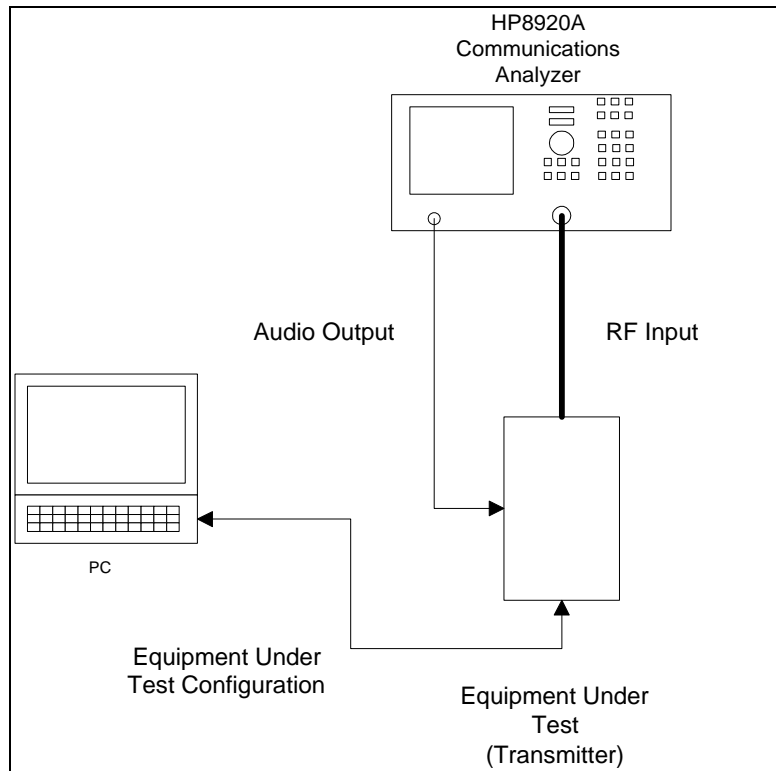 HP8920A
Communications
Analyzer
Audio Output
RF Input
PC
Equipment Under
Test Configuration
Equipment Under
Test
(Transmitter)